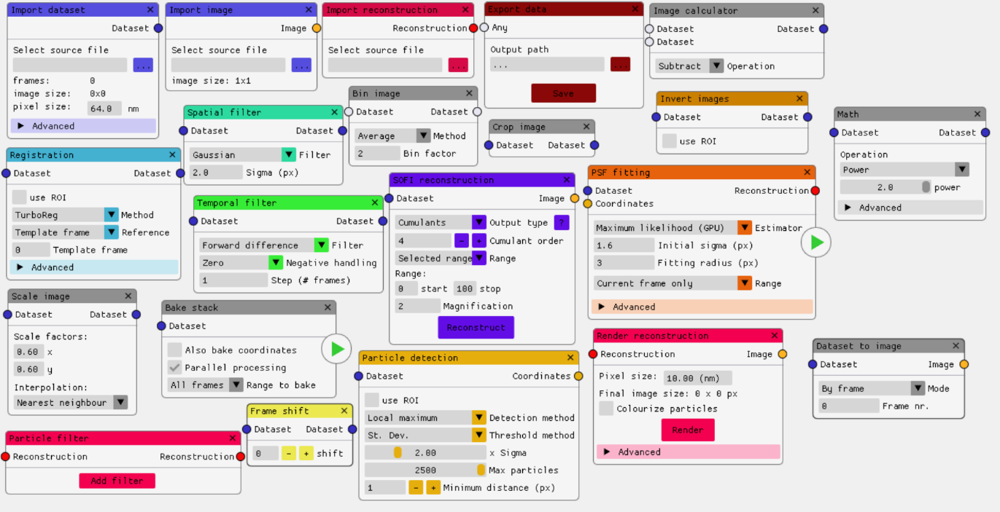 Import dataset
Dataset
Select source file
...
frames: 0
image size: 0x0
pixel size: 64.0 nm
Advanced
Import image
Image
Select source file
...
image size: 1x1
Import reconstruction
Reconstruction
Select source file
...
Export data
Any
Output path
... ...
Save
Image calculator
Dataset Dataset
Dataset
Subtract Operation
Bin image
Dataset Dataset
Average Method
2 Bin factor
Invert images
Dataset Dataset
use ROI
Spatial filter
Dataset Dataset
Gaussian Filter
2.0 Sigma (px)
Crop image
Dataset Dataset
Math
Dataset Dataset
Operation
Power
2.0 power
Advanced
Registration
Dataset Dataset
use ROI
TurboReg Method
Template frame Reference
0 Template frame
Advanced
Temporal filter
Dataset Dataset
Forward difference Filter
Zero Negative handling
1 Step (# frames)
SOFI reconstruction
Dataset Image
Cumulants Output type ?
4 - + Cumulant order
Selected range Range
Range:
0 start 100 stop
2 Magnification
Reconstruct
PSF fitting
Dataset Reconstruction
Coordinates
Maximum likelihood (GPU) Estimator
1.6 Initial sigma (px)
3 Fitting radius (px)
Current frame only Range
Advanced
Scale image
Dataset Dataset
Scale factors:
0.60 x
0.60 y
Interpolation:
Nearest neighbour
Bake stack
Dataset
Also bake coordinates
Parallel processing
All frames Range to bake
Particle detection
Dataset Coordinates
use ROI
Local maximum Detection method
St. Dev. Threshold method
2.00 x Sigma
2500 Max particles
1 - + Minimum distance (px)
Render reconstruction
Reconstruction Image
Pixel size: 10.00 (nm)
Final image size: 0 x 0 px
Colourize particles
Render
Advanced
Dataset to image
Dataset Image
By frame Mode
0 Frame nr.
Frame shift
Dataset Dataset
0 - + shift
Particle filter
Reconstruction Reconstruction
Add filter